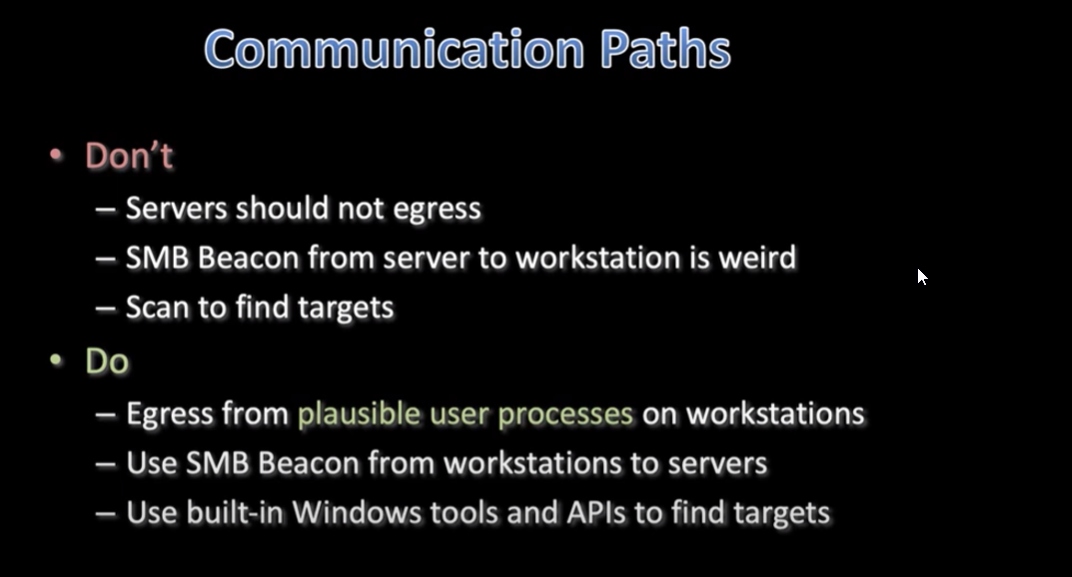 Communication Paths
• Don’t
– Servers should not egress
– SMB Beacon from server to workstation is weird
– Scan to find targets
• Do
– Egress from plausible user processes on workstations
– Use SMB Beacon from workstations to servers
– Use built-in Windows tools and APIs to find targets